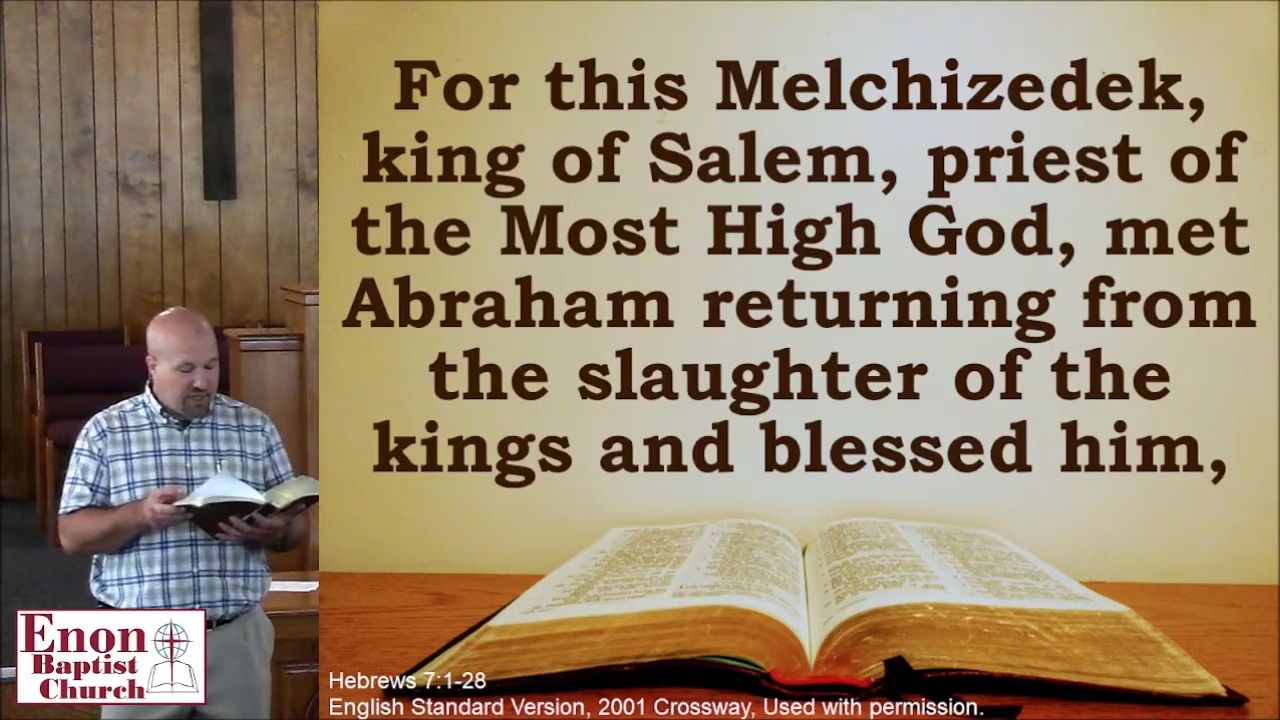 For this Melchizedek,
king of Salem, priest of
the Most High God, met
Abraham returning from
the slaughter of the
kings and blessed him,
Enon
Baptist
Church
Hebrews 7:1-28
English Standard Version, 2001 Crossway, Used with permission.